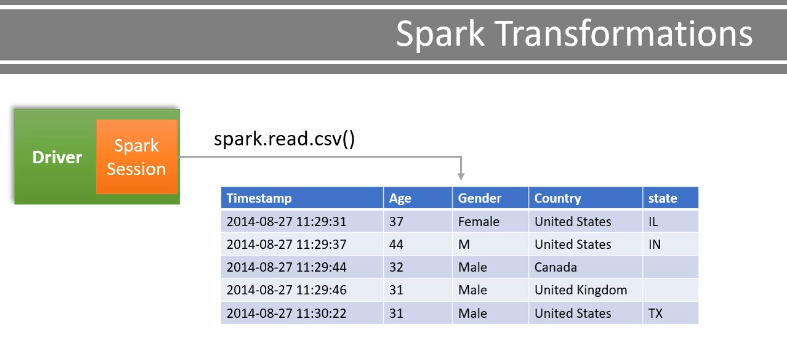 Spark Transformations
Driver
Spark
Session
spark.read.csv()
Timestamp Age Gender Country state
2014-08-27 11:29:31 37 Female United States IL
2014-08-27 11:29:37 44 M United States IN
2014-08-27 11:29:44 32 Male Canada
2014-08-27 11:29:46 31 Male United Kingdom
2014-08-27 11:30:22 31 Male United States TX